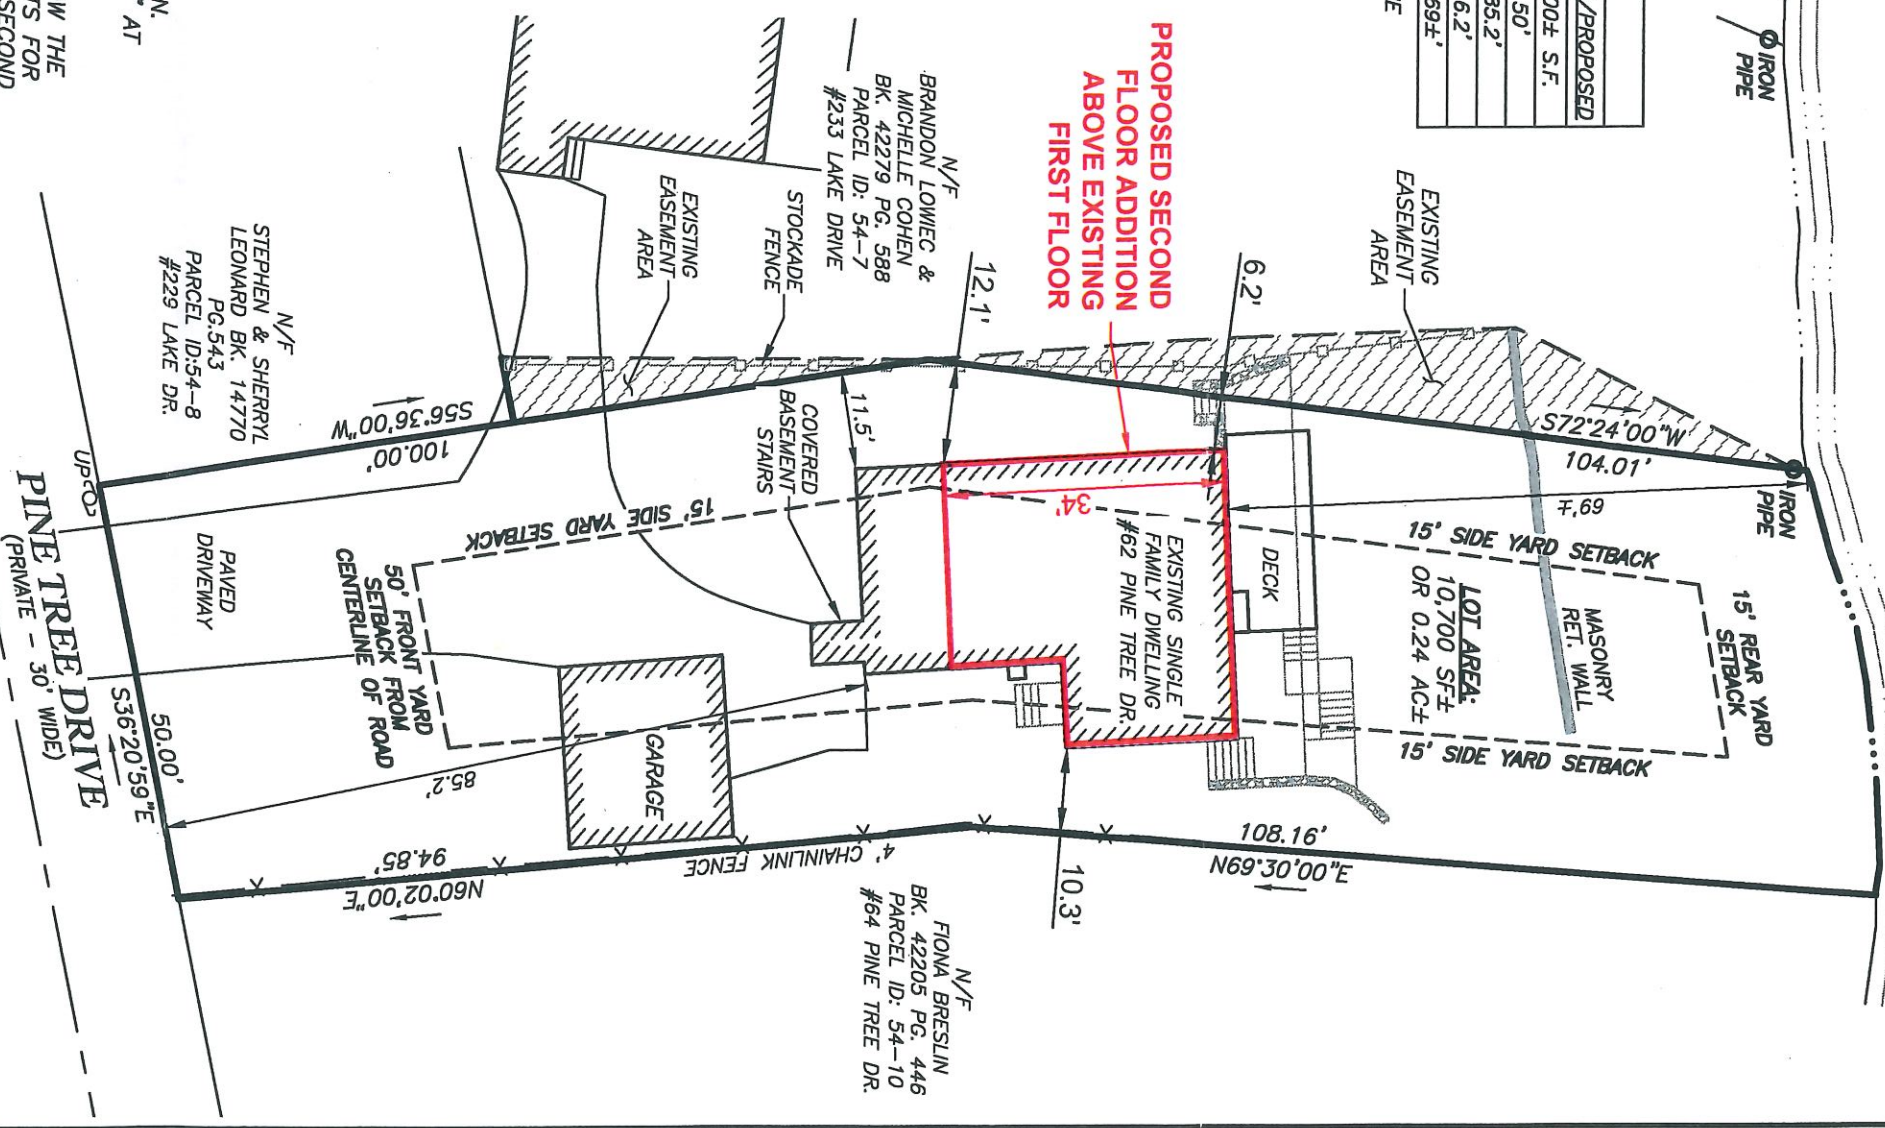 N.
' AT
W THE
TS FOR
SECOND
/PROPOSED
00± S.F.
50'
35.2'
6.2'
69±'
E
IRON
PIPE
PROPOSED SECOND
FLOOR ADDITION
ABOVE EXISTING
FIRST FLOOR
N/F
BRANDON LOWIEC &
MICHELLE COHEN
BK. 42279 PG. 588
PARCEL ID: 54-7
#233 LAKE DRIVE
STOCKADE
FENCE
EXISTING
EASEMENT
AREA
EXISTING
EASEMENT
AREA
N/F
STEPHEN & SHERRYL
LEONARD BK. 14770
PG.543
PARCEL ID:54-8
#229 LAKE DR.
12.1'
6.2'
11.5'
34'
S56°36'00"W
100.00'
S72°24'00"W
104.01'
IRON
PIPE
69'±
COVERED
BASEMENT
STAIRS
15' SIDE YARD SETBACK
15' SIDE YARD SETBACK
15' REAR YARD
SETBACK
15' SIDE YARD SETBACK
DECK
EXISTING SINGLE
FAMILY DWELLING
#62 PINE TREE DR.
LOT AREA:
10,700 SF±
OR 0.24 AC±
MASONRY
RET. WALL
UP
PAVED
DRIVEWAY
50' FRONT YARD
SETBACK FROM
CENTERLINE OF ROAD
GARAGE
85.2'
PINE TREE DRIVE
(PRIVATE - 30' WIDE)
50.00'
S36°20'59"E
94.85'
N60°02'00"E
4' CHAINLINK FENCE
108.16'
N69°30'00"E
10.3'
N/F
FIONA BRESLIN
BK. 42205 PG. 446
PARCEL ID: 54-10
#64 PINE TREE DR.